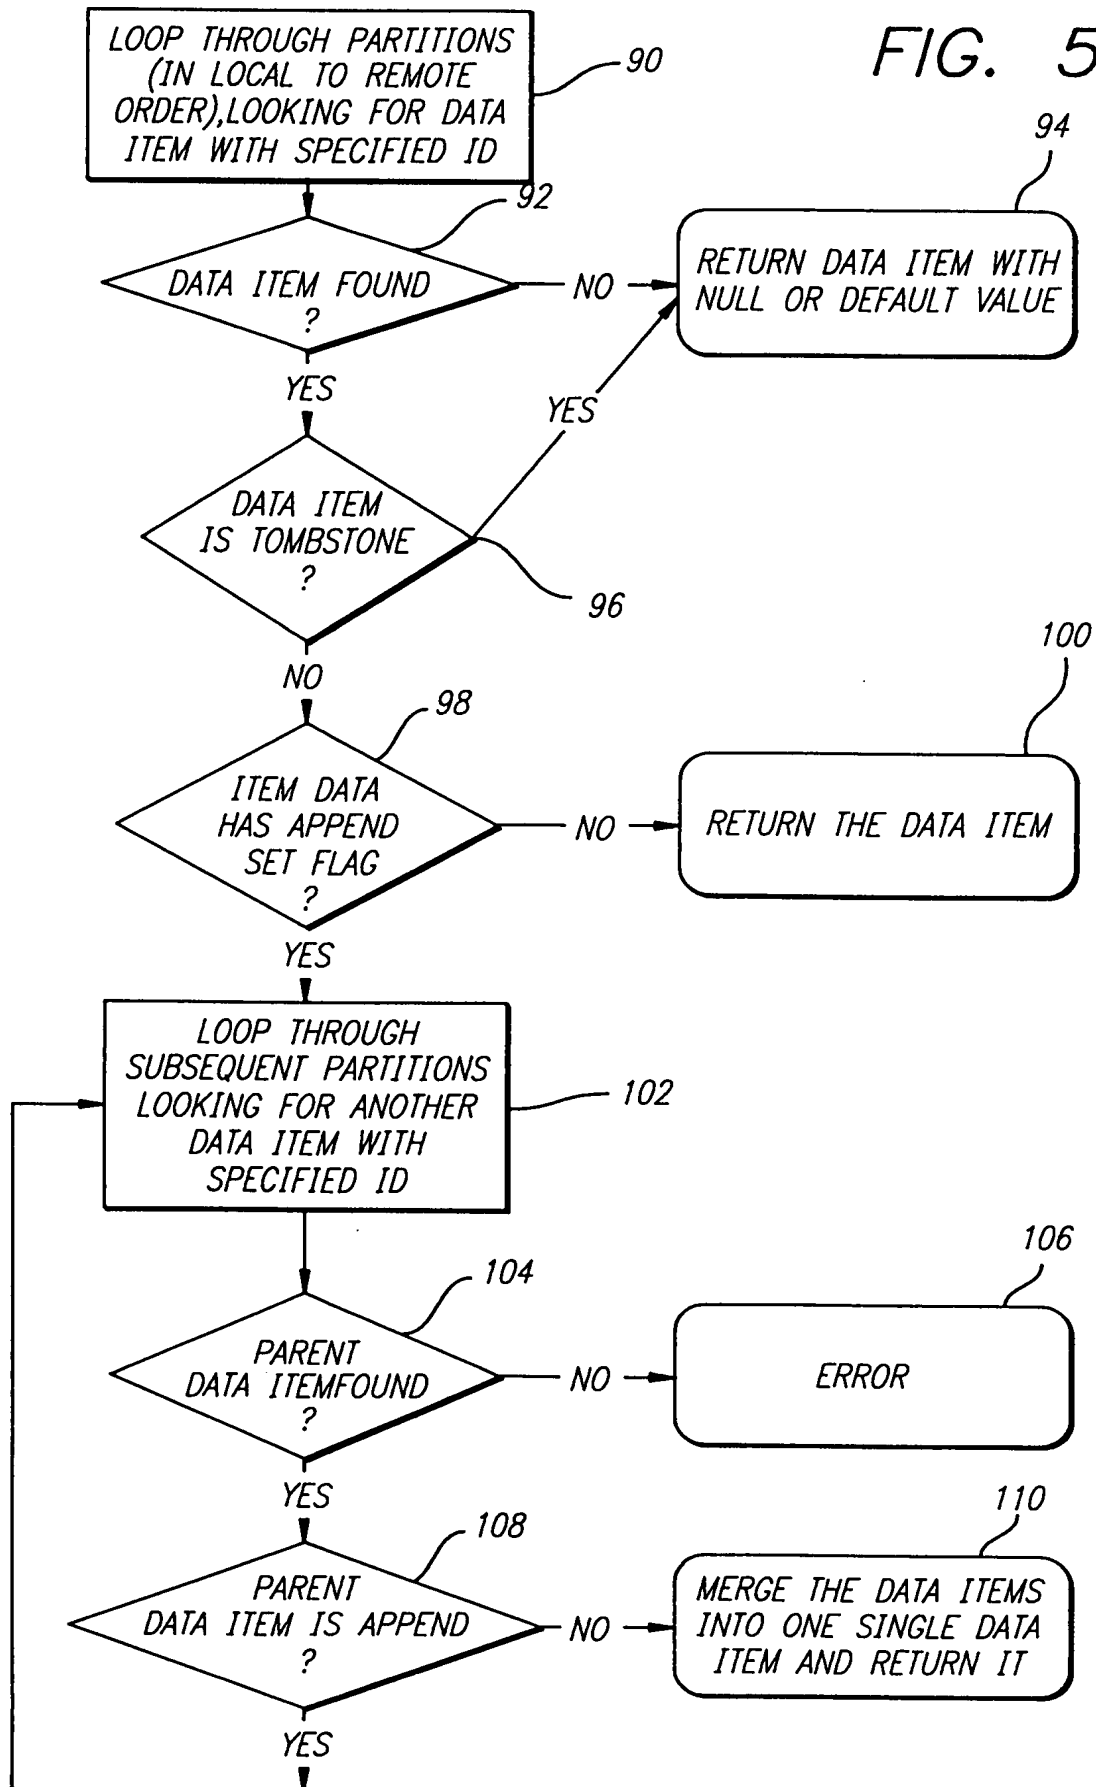 FIG. 5
LOOP THROUGH PARTITIONS
(IN LOCAL TO REMOTE
ORDER),LOOKING FOR DATA
ITEM WITH SPECIFIED ID
90
92
94
DATA ITEM FOUND
?
NO
RETURN DATA ITEM WITH
NULL OR DEFAULT VALUE
YES
YES
DATA ITEM
IS TOMBSTONE
?
96
NO
98
100
ITEM DATA
HAS APPEND
SET FLAG
?
NO
RETURN THE DATA ITEM
YES
LOOP THROUGH
SUBSEQUENT PARTITIONS
LOOKING FOR ANOTHER
DATA ITEM WITH
SPECIFIED ID
102
104
106
PARENT
DATA ITEMFOUND
?
NO
ERROR
YES
108
110
PARENT
DATA ITEM IS APPEND
?
NO
MERGE THE DATA ITEMS
INTO ONE SINGLE DATA
ITEM AND RETURN IT
YES